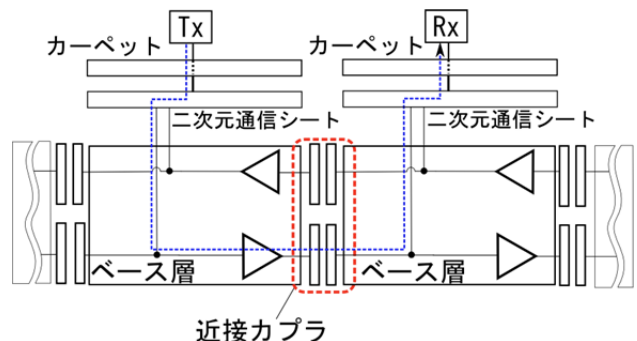 Tx
Rx
カーペット
カーペット
二次元通信シート
二次元通信シート
ベース層
ベース層
近接カプラ